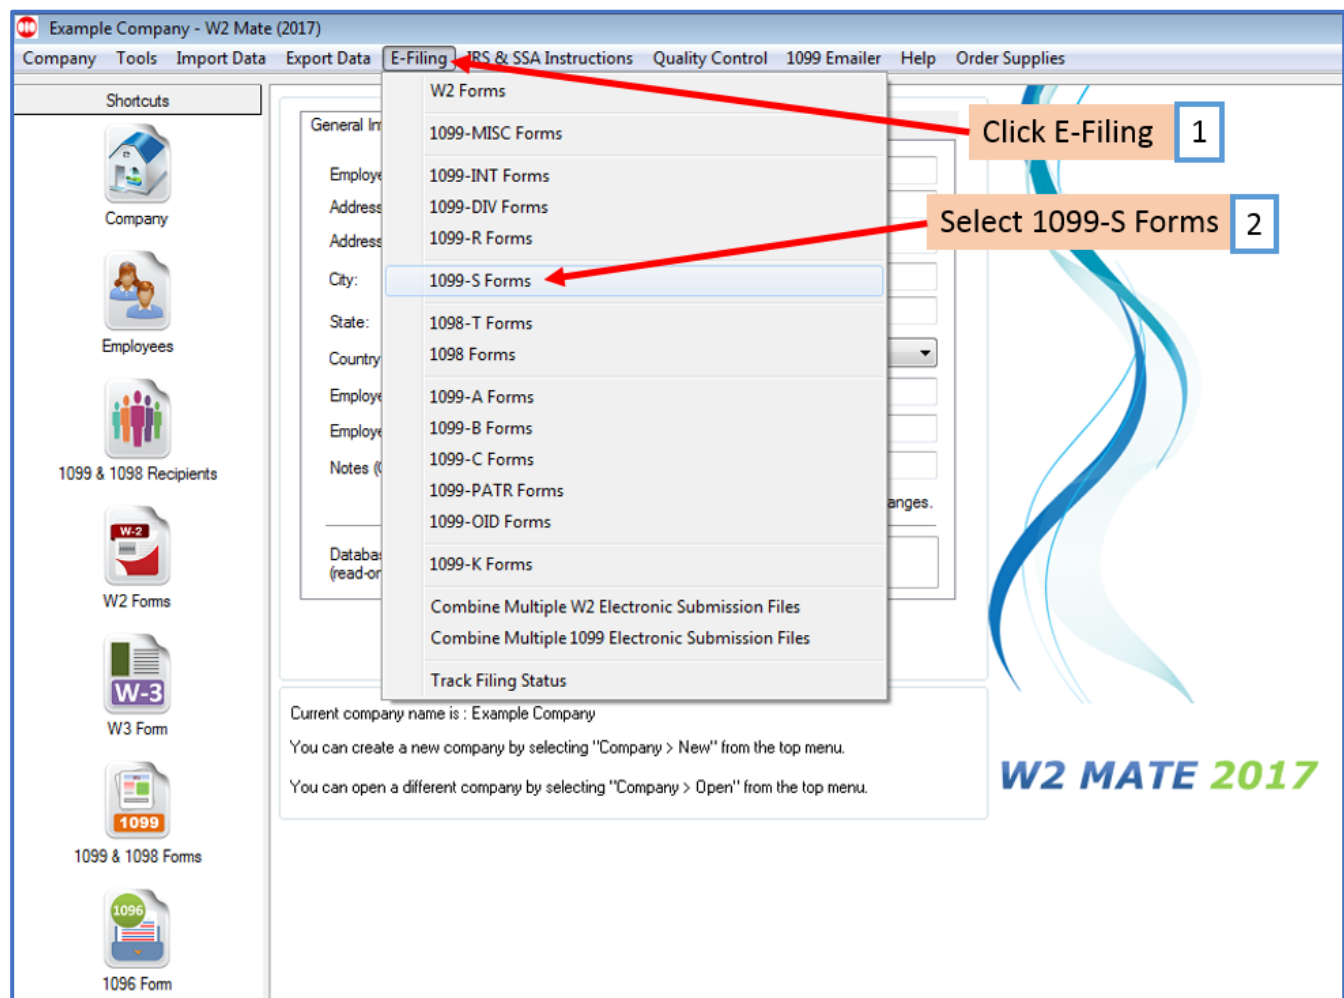 Example Company - W2 Mate (2017)
Company Tools Import Data Export Data E-Filing IRS & SSA Instructions Quality Control 1099 Emailer Help Order Supplies
Shortcuts
Company
Employees
1099 & 1098 Recipients
W-2
W2 Forms
W-3
W3 Form
1099
1099 & 1098 Forms
1096
1096 Form
General In
Employe
Address
Address
City:
State:
Country
Employe
Employe
Notes (
anges.
Databas
(read-on
W2 Forms
1099-MISC Forms
1099-INT Forms
1099-DIV Forms
1099-R Forms
1099-S Forms
1098-T Forms
1098 Forms
1099-A Forms
1099-B Forms
1099-C Forms
1099-PATR Forms
1099-OID Forms
1099-K Forms
Combine Multiple W2 Electronic Submission Files
Combine Multiple 1099 Electronic Submission Files
Track Filing Status
Click E-Filing 1
Select 1099-S Forms 2
Current company name is : Example Company
You can create a new company by selecting "Company > New" from the top menu.
You can open a different company by selecting "Company > Open" from the top menu.
W2 MATE 2017